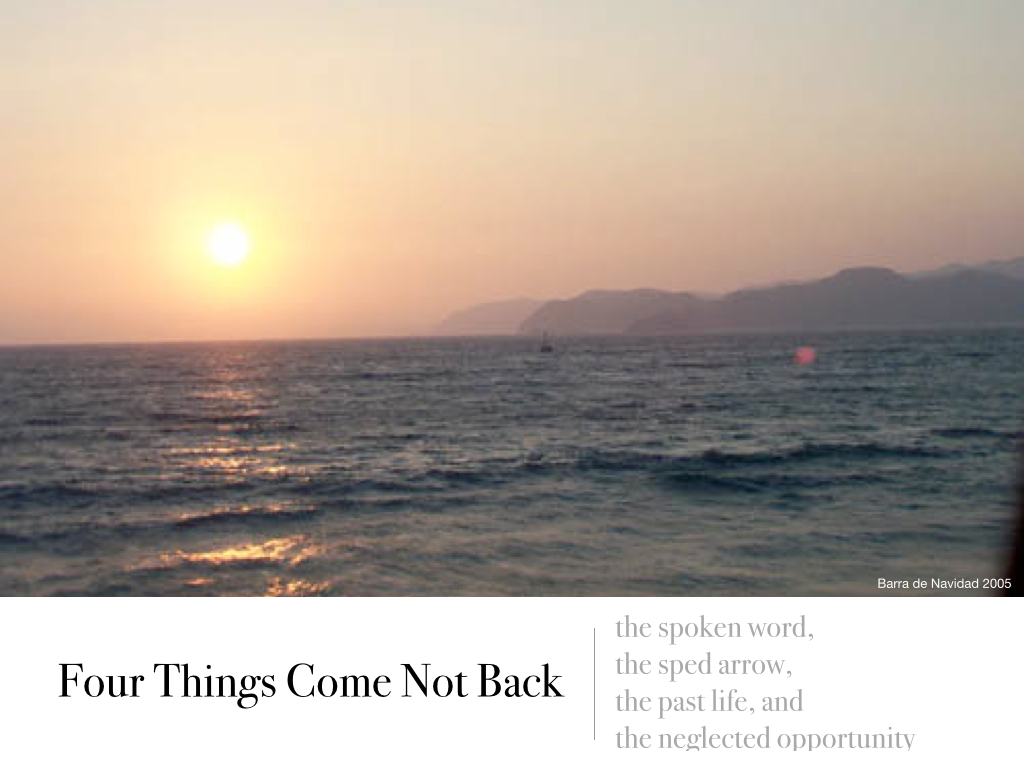 Barra de Navidad 2005
Four Things Come Not Back
the spoken word,
the sped arrow,
the past life, and
the neglected opportunity